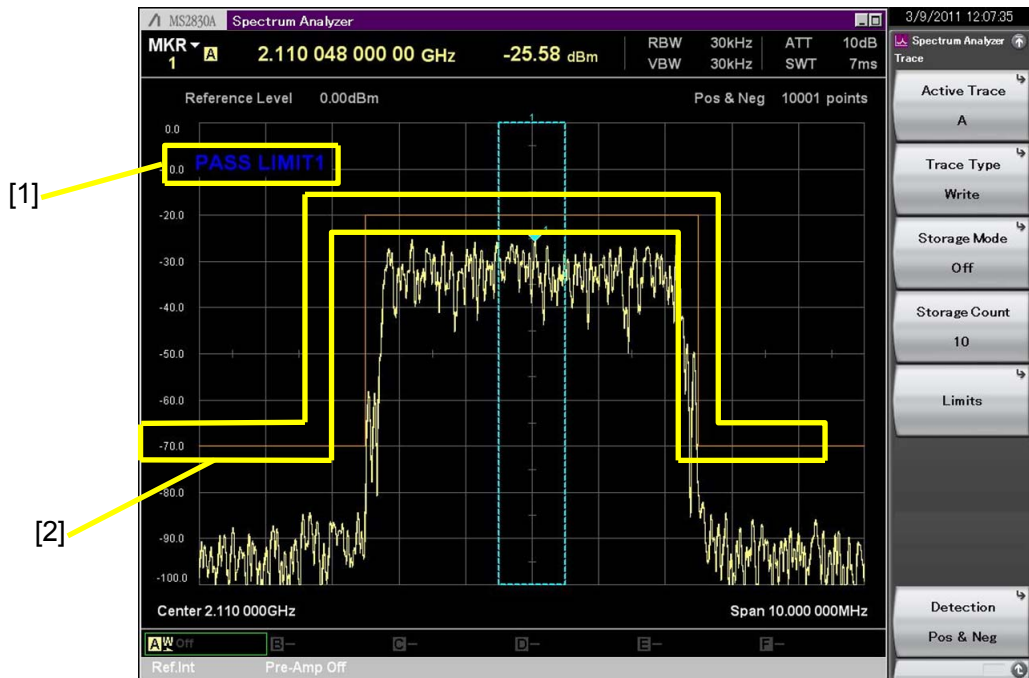 MS2830A Spectrum Analyzer
3/9/2011 12:07:35
MKR 1 A 2.110 048 000 00 GHz -25.58 dBm
RBW 30kHz ATT 10dB
VBW 30kHz SWT 7ms
Reference Level 0.00dBm Pos & Neg 10001 points
1
0.0
[1]
PASS LIMIT1
-20.0
-30.0
-40.0
-50.0
-60.0
-70.0
-80.0
-90.0
-100.0
[2]
Center 2.110 000GHz Span 10.000 000MHz
A W Off B- C- D- E- F-
Ref.Int Pre-Amp Off
Spectrum Analyzer
Trace
Active Trace
A
Trace Type
Write
Storage Mode
Off
Storage Count
10
Limits
Detection
Pos & Neg